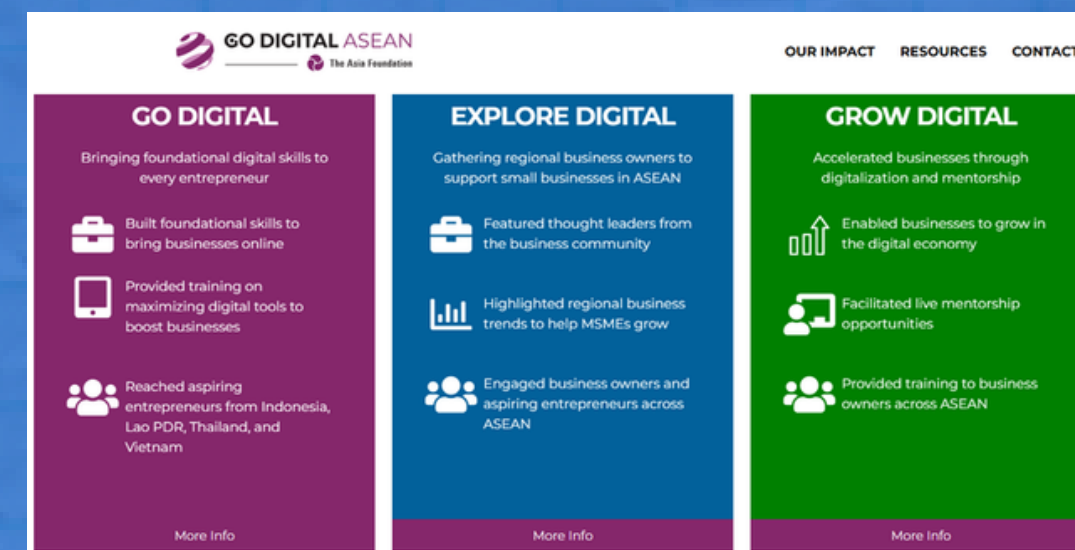 GO DIGITAL ASEAN
The Asia Foundation
OUR IMPACT RESOURCES CONTACT
GO DIGITAL
Bringing foundational digital skills to
every entrepreneur
Built foundational skills to
bring businesses online
Provided training on
maximizing digital tools to
boost businesses
Reached aspiring
entrepreneurs from Indonesia,
Lao PDR, Thailand, and
Vietnam
More Info
EXPLORE DIGITAL
Gathering regional business owners to
support small businesses in ASEAN
Featured thought leaders from
the business community
Highlighted regional business
trends to help MSMEs grow
Engaged business owners and
aspiring entrepreneurs across
ASEAN
More Info
GROW DIGITAL
Accelerated businesses through
digitalization and mentorship
Enabled businesses to grow in
the digital economy
Facilitated live mentorship
opportunities
Provided training to business
owners across ASEAN
More Info